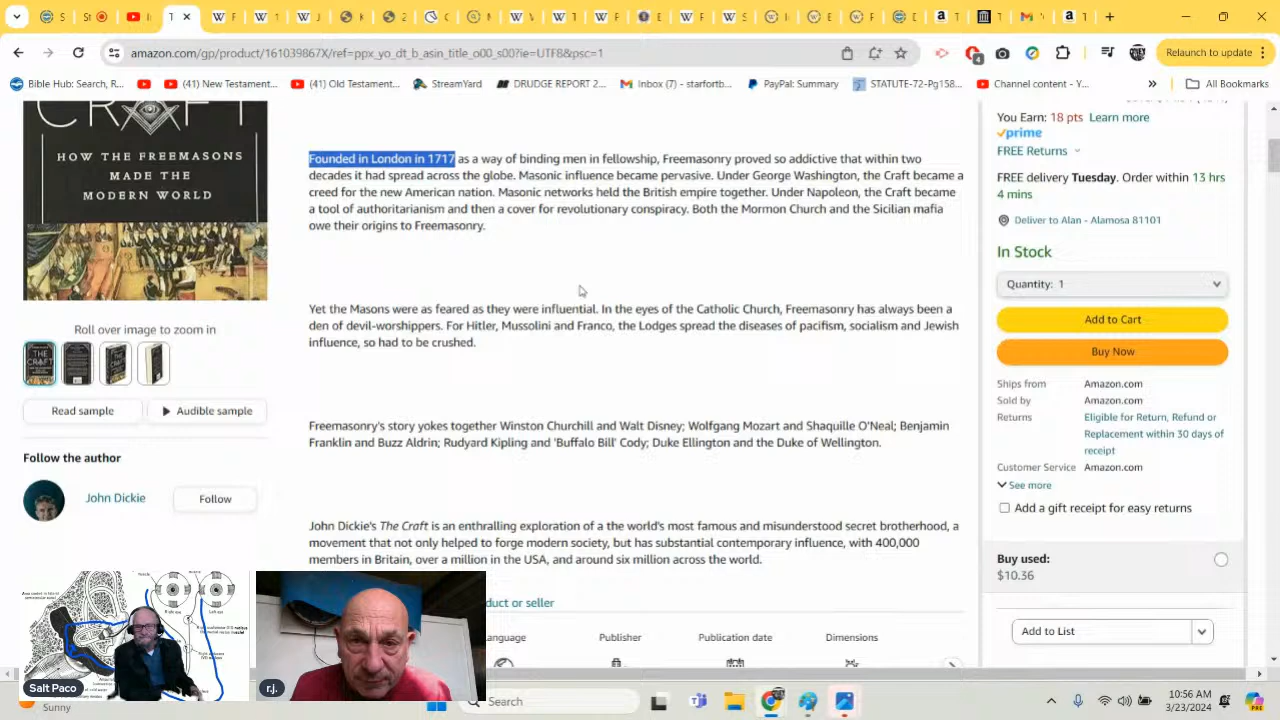 amazon.com/gp/product/161039867X/ref=ppx_yo_dt_b_asin_title_o00_s00?ie=UTF8&psc=1
4
Relaunch to update
Bible Hub: Search, R...
(41) New Testament...
(41) Old Testament...
StreamYard
DRUDGE REPORT 2...
Inbox (7) - starfortb...
PayPal: Summary
STATUTE-72-Pg158...
Channel content - Y...
All Bookmarks
CRAFT
HOW THE FREEMASONS
MADE THE
MODERN WORLD
Roll over image to zoom in
THE
CRAFT
Read sample
Audible sample
Follow the author
John Dickie
Follow
Founded in London in 1717 as a way of binding men in fellowship, Freemasonry proved so addictive that within two
decades it had spread across the globe. Masonic influence became pervasive. Under George Washington, the Craft became a
creed for the new American nation. Masonic networks held the British empire together. Under Napoleon, the Craft became
a tool of authoritarianism and then a cover for revolutionary conspiracy. Both the Mormon Church and the Sicilian mafia
owe their origins to Freemasonry.
Yet the Masons were as feared as they were influential. In the eyes of the Catholic Church, Freemasonry has always been a
den of devil-worshippers. For Hitler, Mussolini and Franco, the Lodges spread the diseases of pacifism, socialism and Jewish
influence, so had to be crushed.
Freemasonry's story yokes together Winston Churchill and Walt Disney; Wolfgang Mozart and Shaquille O'Neal; Benjamin
Franklin and Buzz Aldrin; Rudyard Kipling and 'Buffalo Bill' Cody; Duke Ellington and the Duke of Wellington.
John Dickie's The Craft is an enthralling exploration of a the world's most famous and misunderstood secret brotherhood, a
movement that not only helped to forge modern society, but has substantial contemporary influence, with 400,000
members in Britain, over a million in the USA, and around six million across the world.
or seller
Publisher
Publication date
Dimensions
You Earn: 18 pts Learn more
prime
FREE Returns
FREE delivery Tuesday. Order within 13 hrs
4 mins
Deliver to Alan - Alamosa 81101
In Stock
Quantity: 1
Add to Cart
Buy Now
Ships from Amazon.com
Sold by Amazon.com
Returns Eligible for Return, Refund or
Replacement within 30 days of
receipt
Customer Service Amazon.com
See more
Add a gift receipt for easy returns
Buy used:
$10.36
Add to List
Right eye
Left eye
Salt Paco
r.j.
Sunny
Search
10:56 AM
3/23/2024